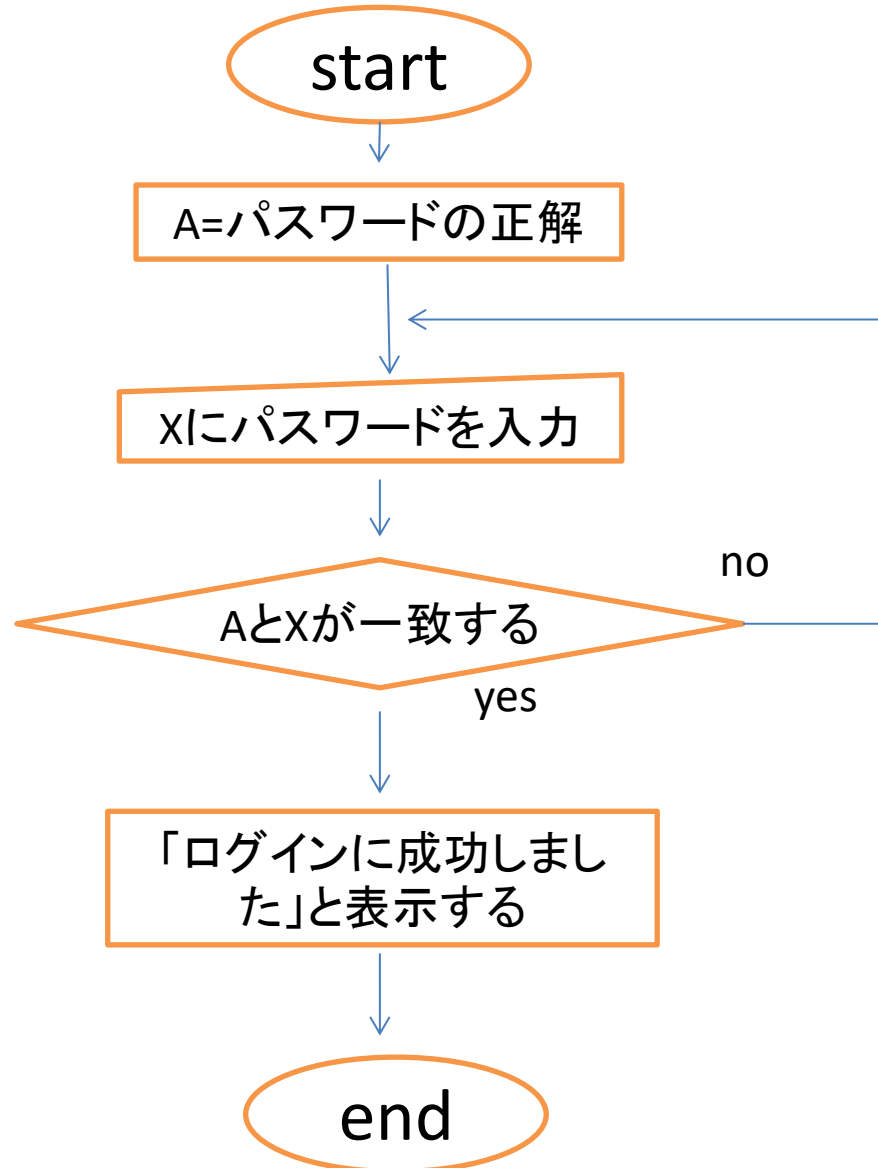 start
A=パスワードの正解
Xにパスワードを入力
no
AとXが一致する
yes
「ログインに成功しまし
た」と表示する
end